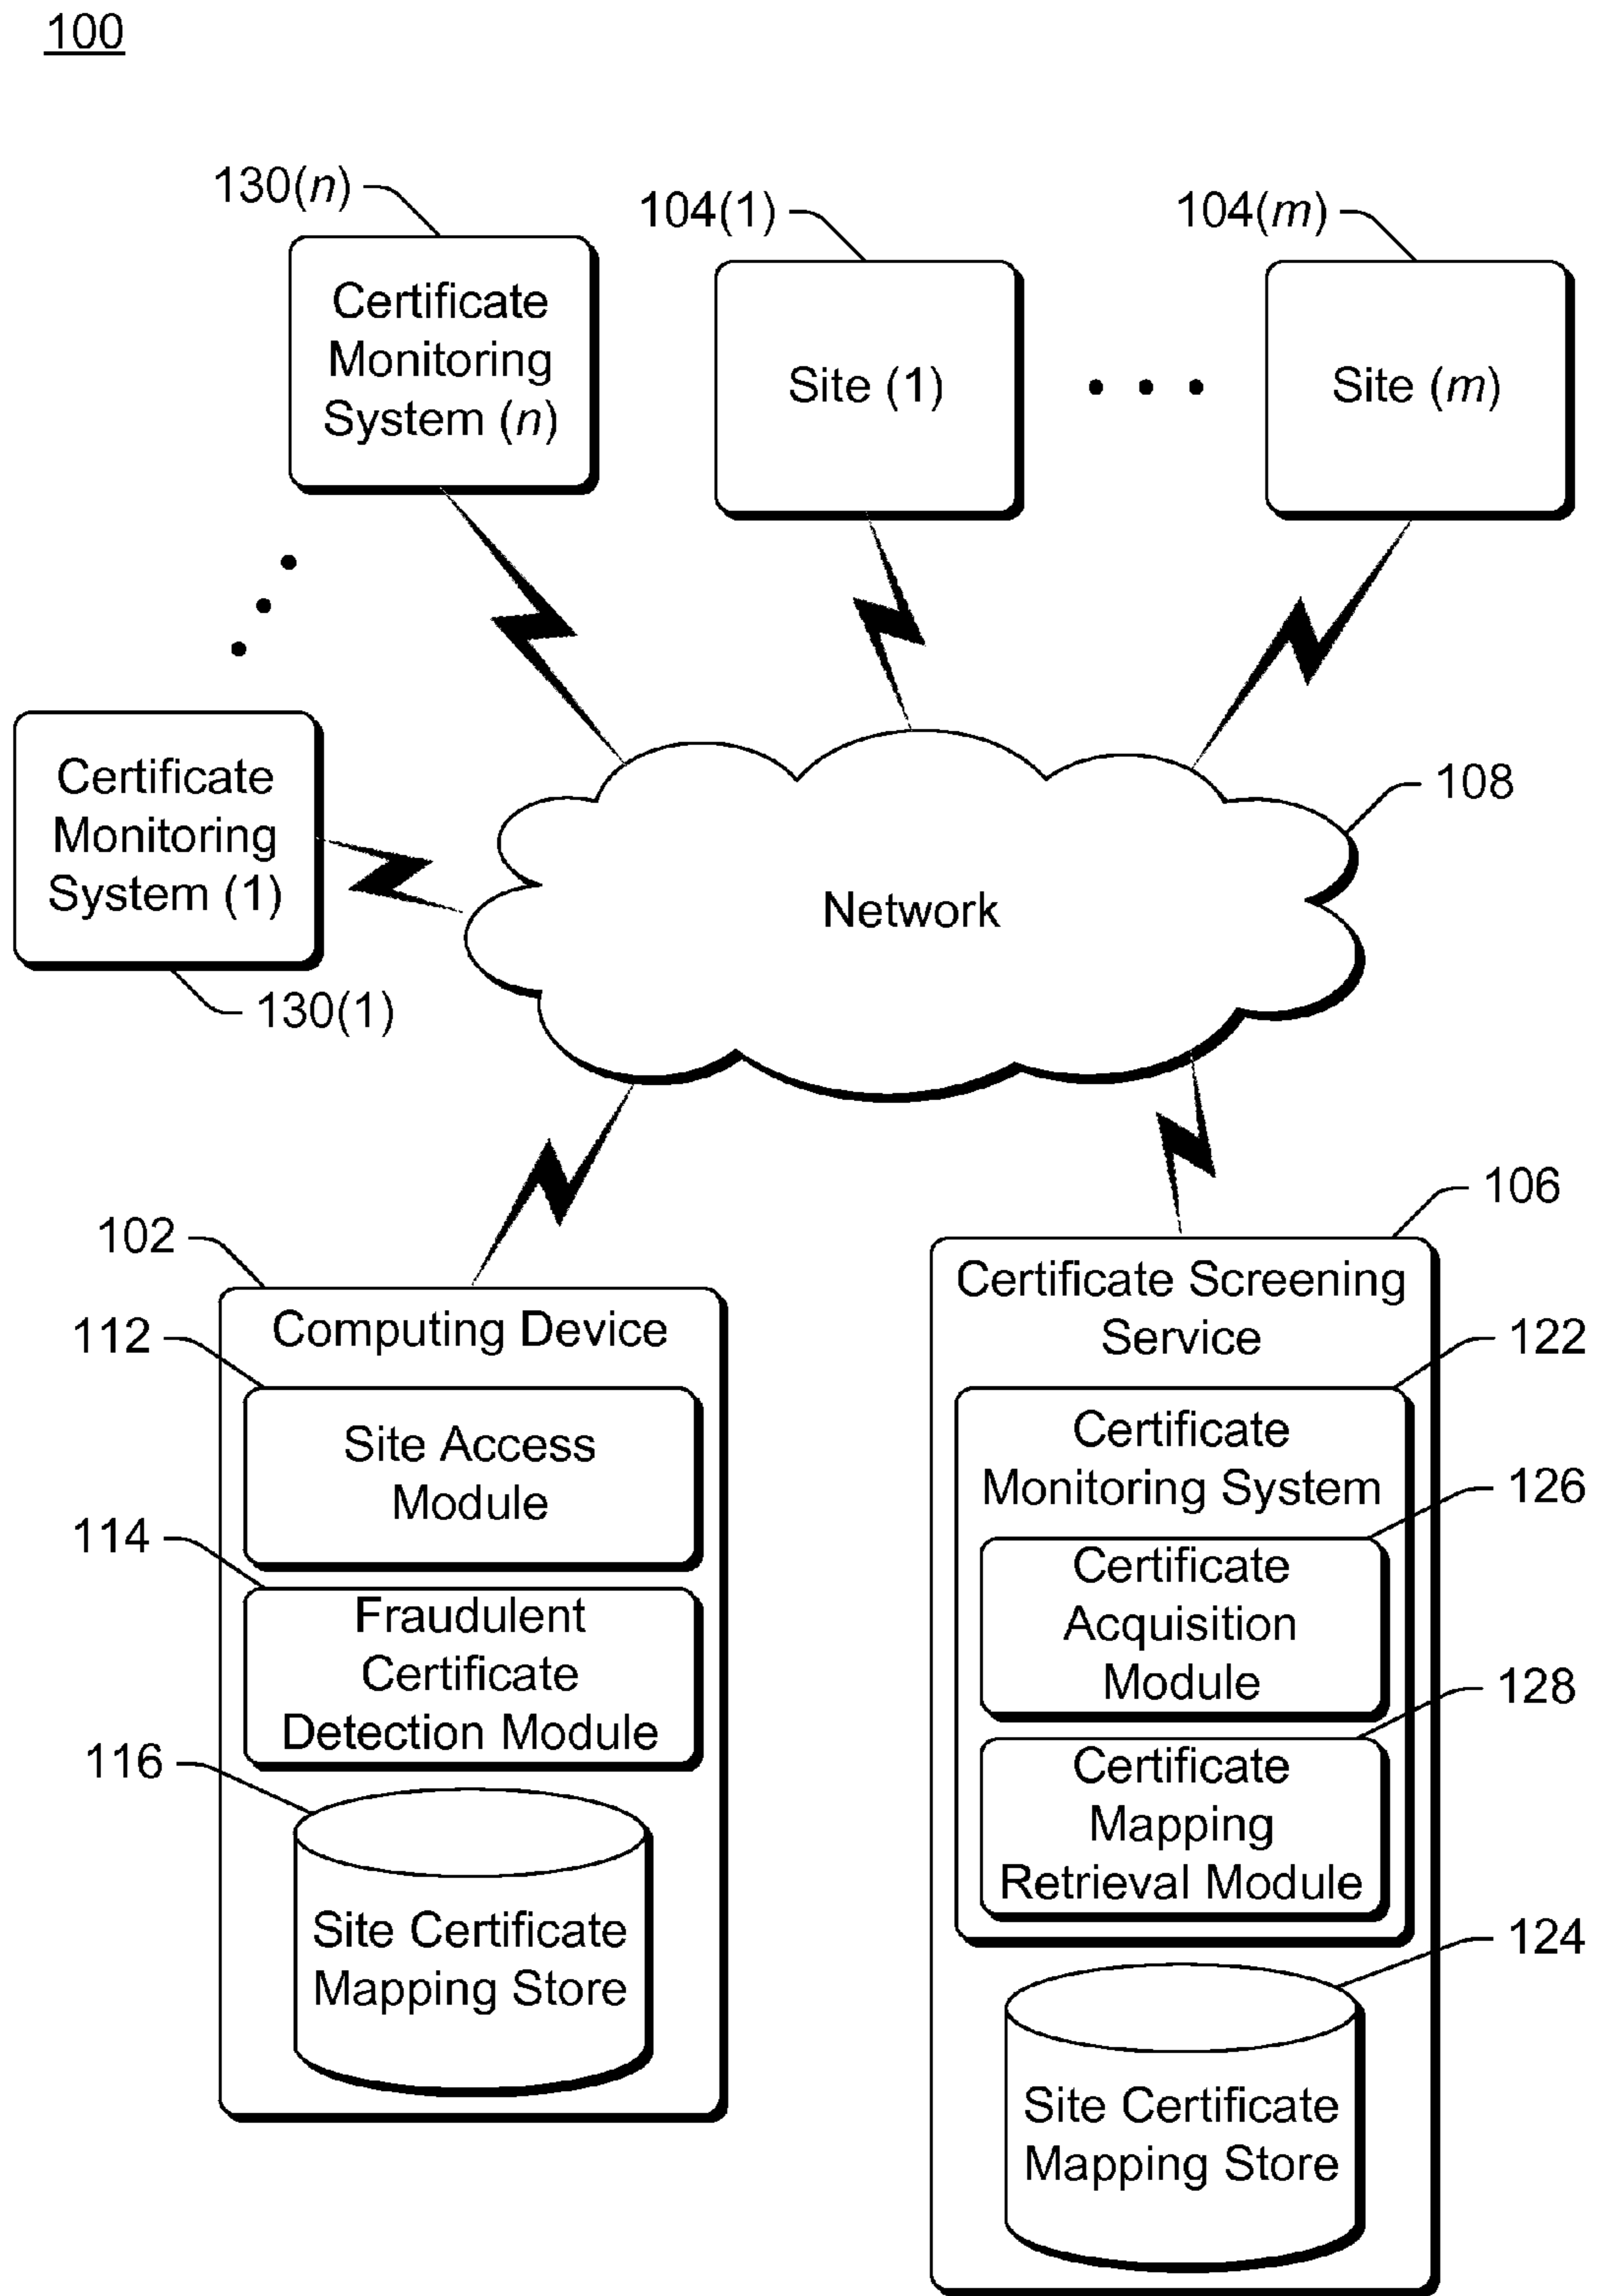 100
130(n)
104(1)
104(m)
Certificate
Monitoring
System (n)
Site (1)
Site (m)
Certificate
Monitoring
System (1)
130(1)
108
Network
102
Computing Device
112
Site Access
Module
114
Fraudulent
Certificate
Detection Module
116
Site Certificate
Mapping Store
106
Certificate Screening
Service
122
Certificate
Monitoring System
126
Certificate
Acquisition
Module
128
Certificate
Mapping
Retrieval Module
124
Site Certificate
Mapping Store